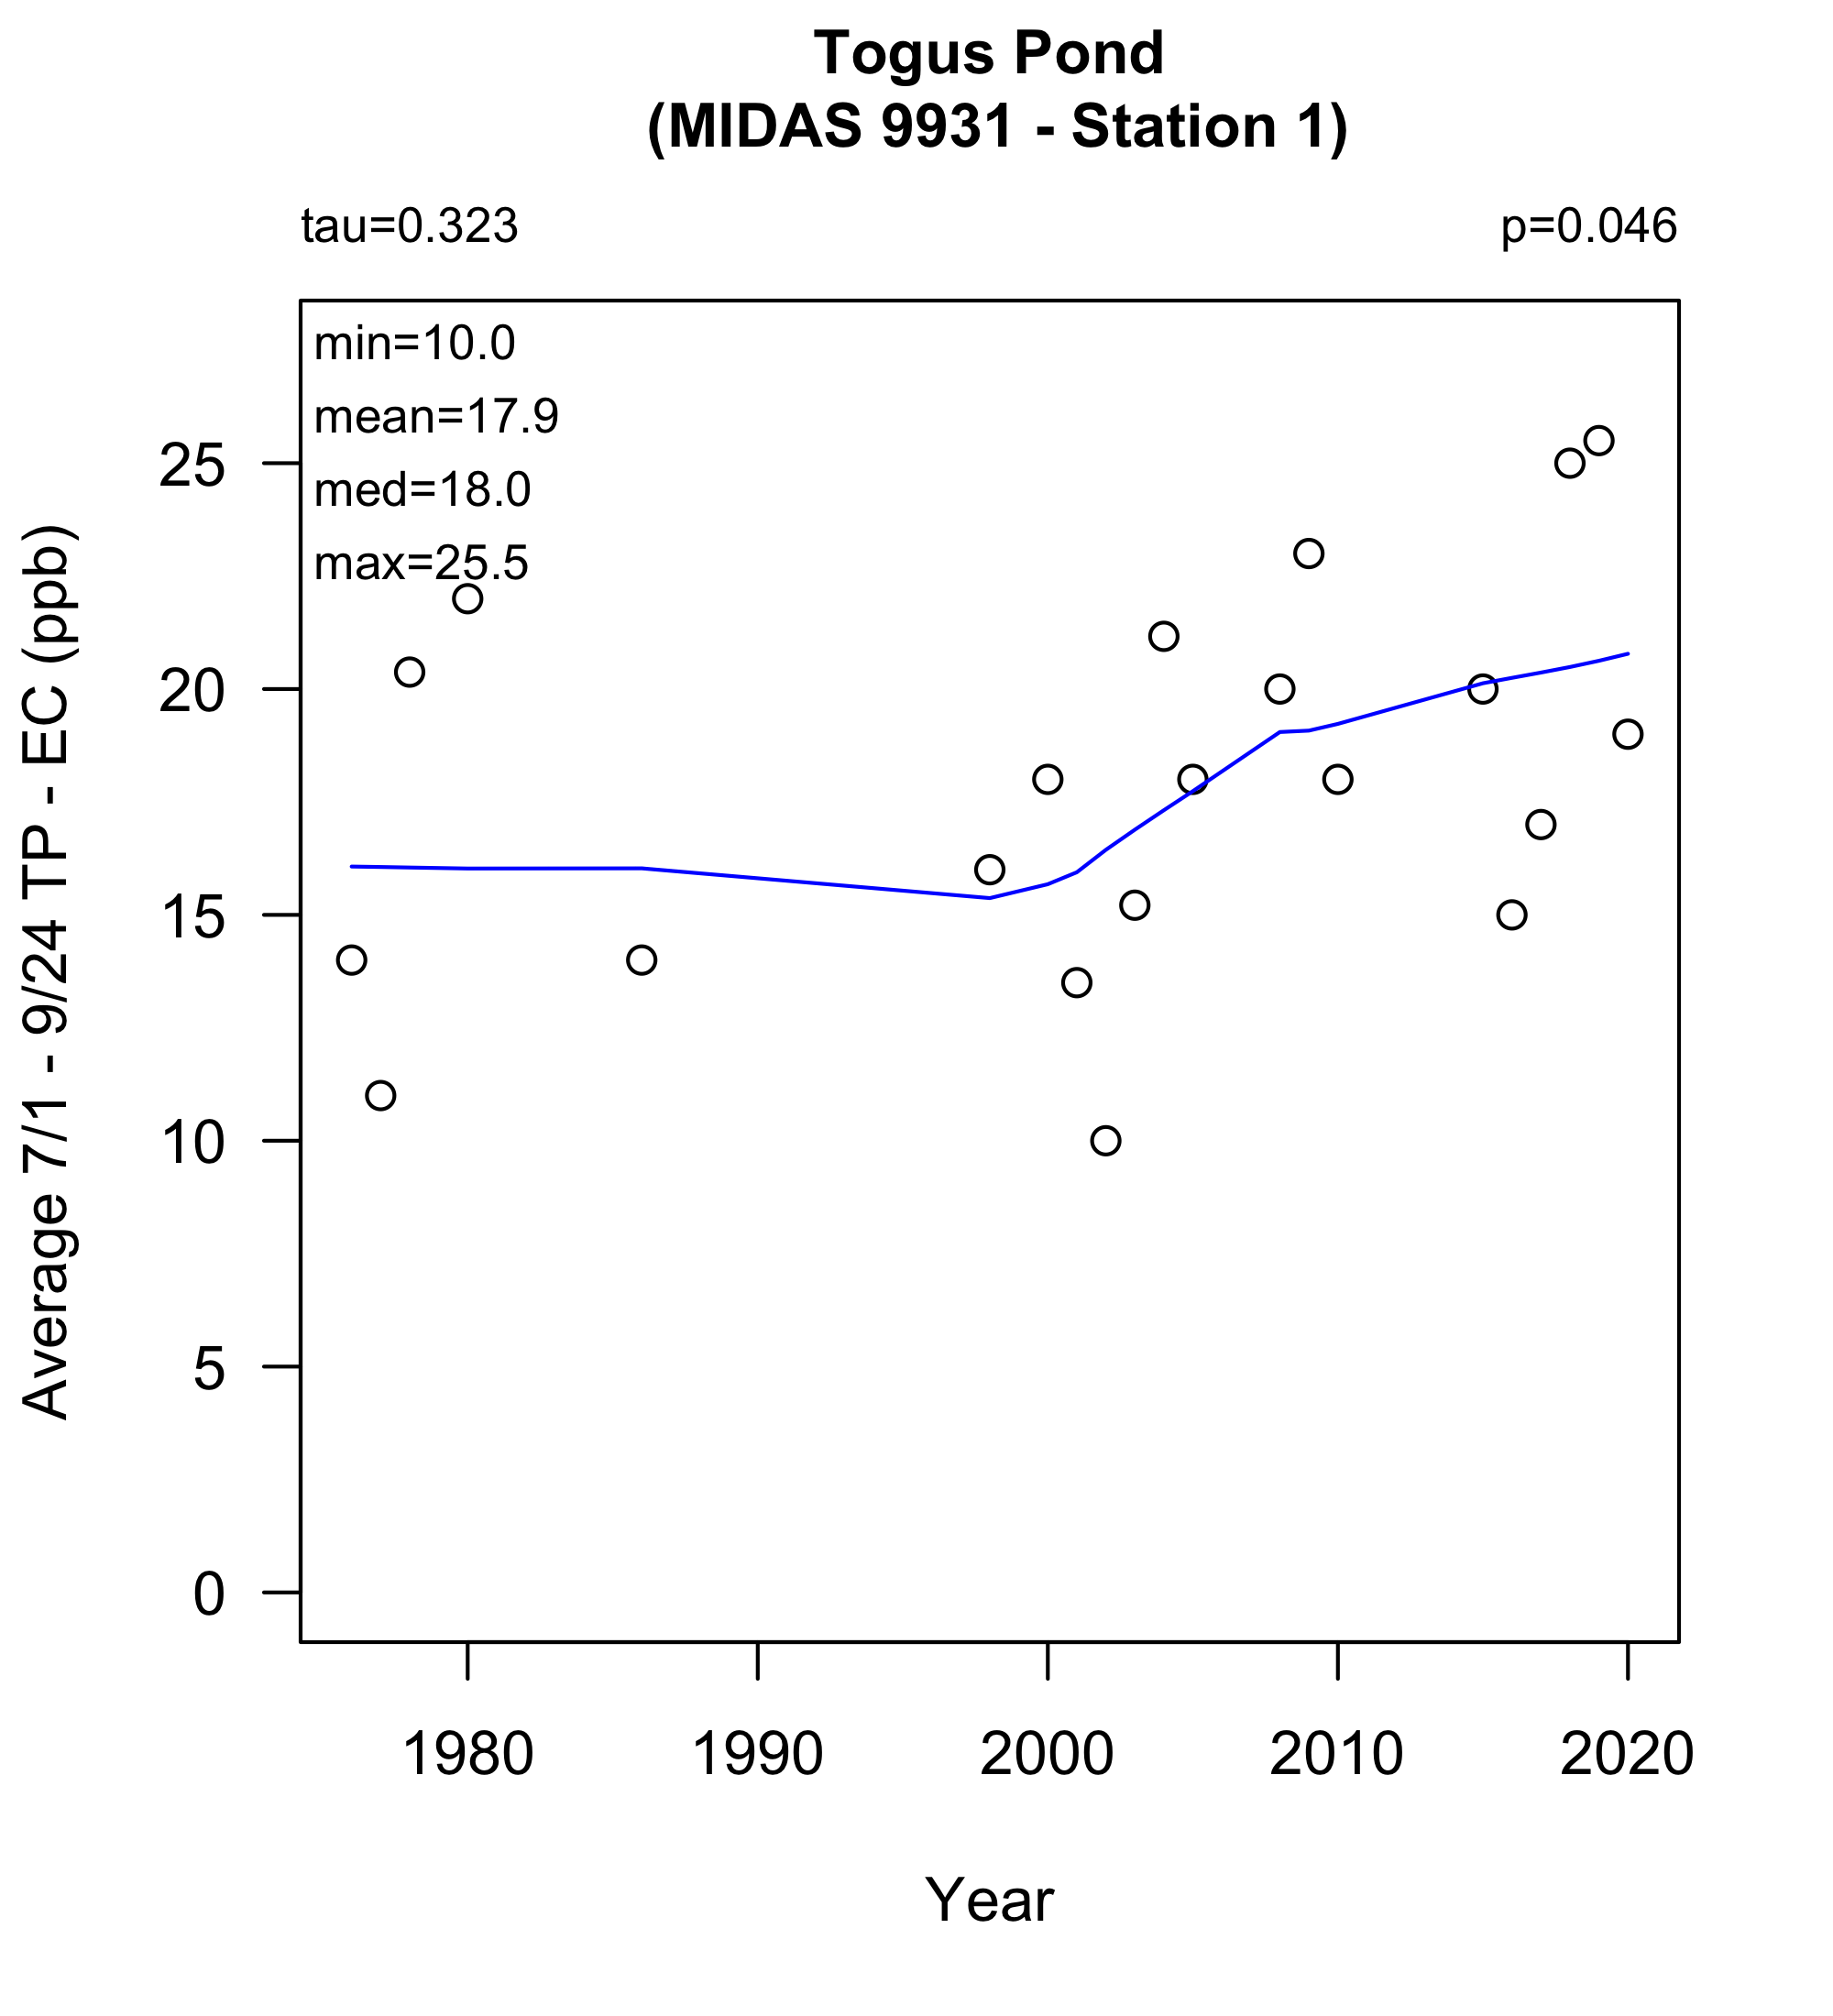 Togus Pond
(MIDAS 9931 - Station 1)
tau=0.323
p=0.046
min=10.0
mean=17.9
med=18.0
max=25.5
Average 7/1 - 9/24 TP - EC (ppb)
25
20
15
10
5
0
1980 1990 2000 2010 2020
Year